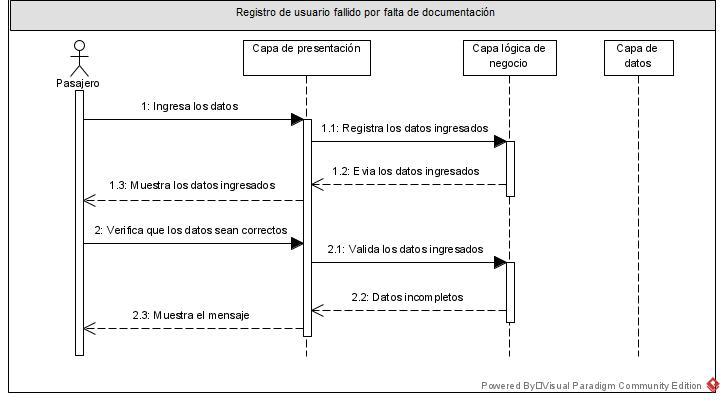 Registro de usuario fallido por falta de documentación
Pasajero
Capa de presentación
Capa lógica de
negocio
Capa de
datos
1: Ingresa los datos
1.1: Registra los datos ingresados
1.2: Evia los datos ingresados
1.3: Muestra los datos ingresados
2: Verifica que los datos sean correctos
2.1: Valida los datos ingresados
2.2: Datos incompletos
2.3: Muestra el mensaje
Powered By Visual Paradigm Community Edition